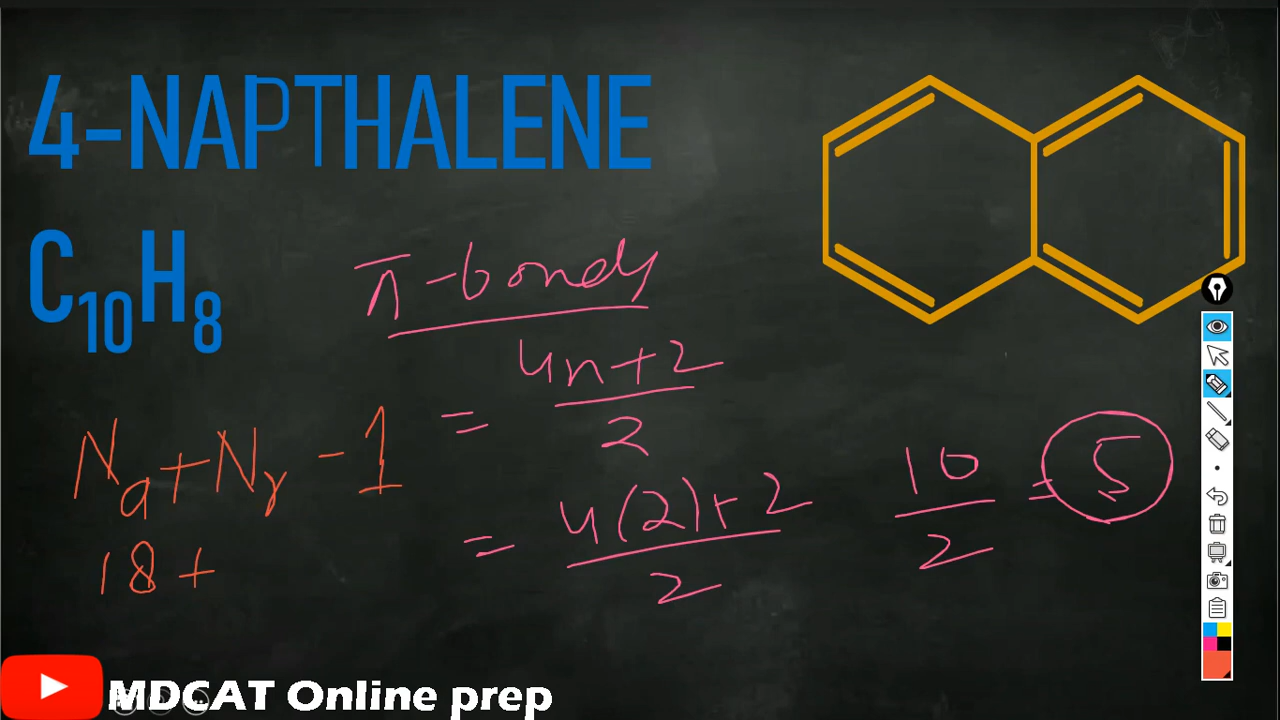 4-NAPTHALENE
C₁₀H₈
π-bonds
= 4n+2 / 2
= 4(2)+2 / 2
10 / 2 = 5
Na+Nr-1
18+
MDCAT Online prep